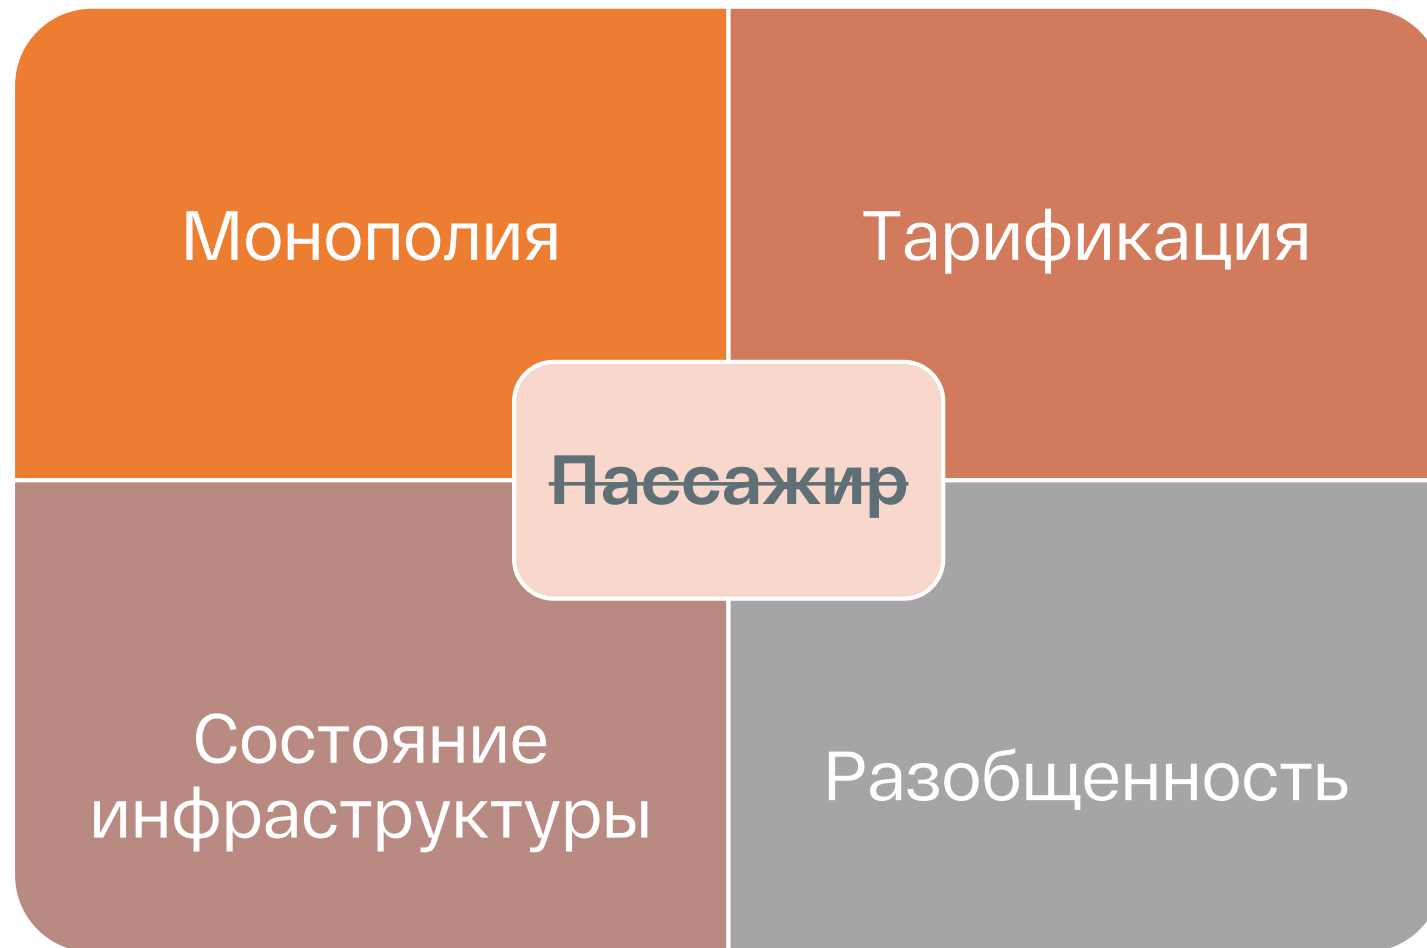 Монополия
Тарификация
Пассажир
Состояние
инфраструктуры
Разобщенность